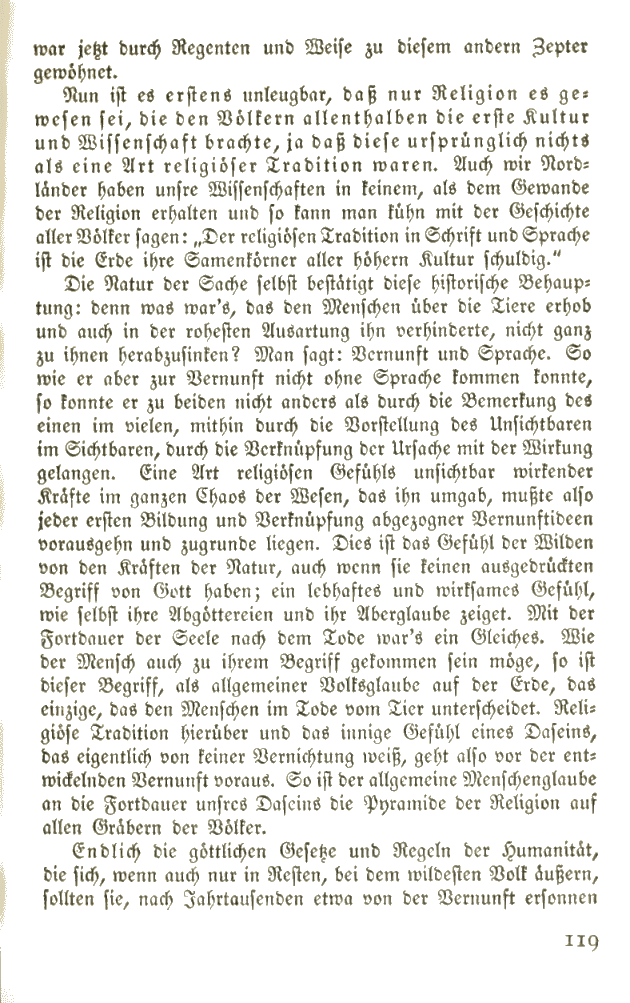 war jetzt durch Regenten und Weise zu diesem andern Zepter
gewöhnet.
Nun ist es erstens unleugbar, daß nur Religion es ge-
wesen sei, die den Völkern allenthalben die erste Kultur
und Wissenschaft brachte, ja daß diese ursprünglich nichts
als eine Art religiöser Tradition waren. Auch wir Nord-
länder haben unsre Wissenschaften in keinem, als dem Gewande
der Religion erhalten und so kann man kühn mit der Geschichte
aller Völker sagen: „Der religiösen Tradition in Schrift und Sprache
ist die Erde ihre Samenkörner aller höhern Kultur schuldig.“
Die Natur der Sache selbst bestätigt diese historische Behaup-
tung: denn was war's, das den Menschen über die Tiere erhob
und auch in der rohesten Ausartung ihn verhinderte, nicht ganz
zu ihnen herabzusinken? Man sagt: Vernunft und Sprache. So
wie er aber zur Vernunft nicht ohne Sprache kommen konnte,
so konnte er zu beiden nicht anders als durch die Bemerkung des
einen im vielen, mithin durch die Vorstellung des Unsichtbaren
im Sichtbaren, durch die Verknüpfung der Ursache mit der Wirkung
gelangen. Eine Art religiösen Gefühls unsichtbar wirkender
Kräfte im ganzen Chaos der Wesen, das ihn umgab, mußte also
jeder ersten Bildung und Verknüpfung abgezogner Vernunftideen
vorausgehn und zugrunde liegen. Dies ist das Gefühl der Wilden
von den Kräften der Natur, auch wenn sie keinen ausgedrückten
Begriff von Gott haben; ein lebhaftes und wirksames Gefühl,
wie selbst ihre Abgöttereien und ihr Aberglaube zeiget. Mit der
Fortdauer der Seele nach dem Tode war's ein Gleiches. Wie
der Mensch auch zu ihrem Begriff gekommen sein möge, so ist
dieser Begriff, als allgemeiner Volksglaube auf der Erde, das
einzige, das den Menschen im Tode vom Tier unterscheidet. Reli-
giöse Tradition hierüber und das innige Gefühl eines Daseins,
das eigentlich von keiner Vernichtung weiß, geht also vor der ent-
wickelnden Vernunft voraus. So ist der allgemeine Menschenglaube
an die Fortdauer unsres Daseins die Pyramide der Religion auf
allen Gräbern der Völker.
Endlich die göttlichen Gesetze und Regeln der Humanität,
die sich, wenn auch nur in Resten, bei dem wildesten Volk äußern,
sollten sie, nach Jahrtausenden etwa von der Vernunft ersonnen
119